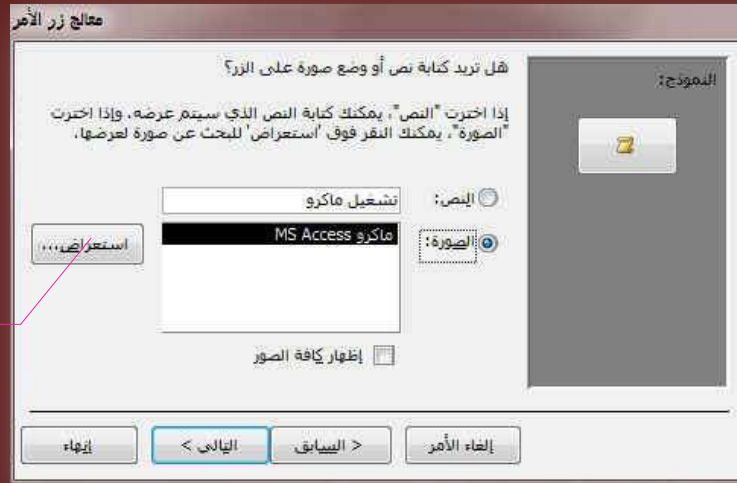 معالج زر الأمر
هل تريد كتابة نص أو وضع صورة على الزر؟
إذا اخترت "النص"، يمكنك كتابة النص الذي سيتم عرضه. وإذا اخترت
"الصورة"، يمكنك النقر فوق 'استعراض' للبحث عن صورة لعرضها.
النموذج:
النص:
تشغيل ماكرو
الصورة:
ماكرو MS Access
استعراض...
إظهار كافة الصور
إلغاء الأمر
< السابق
التالي >
إنهاء